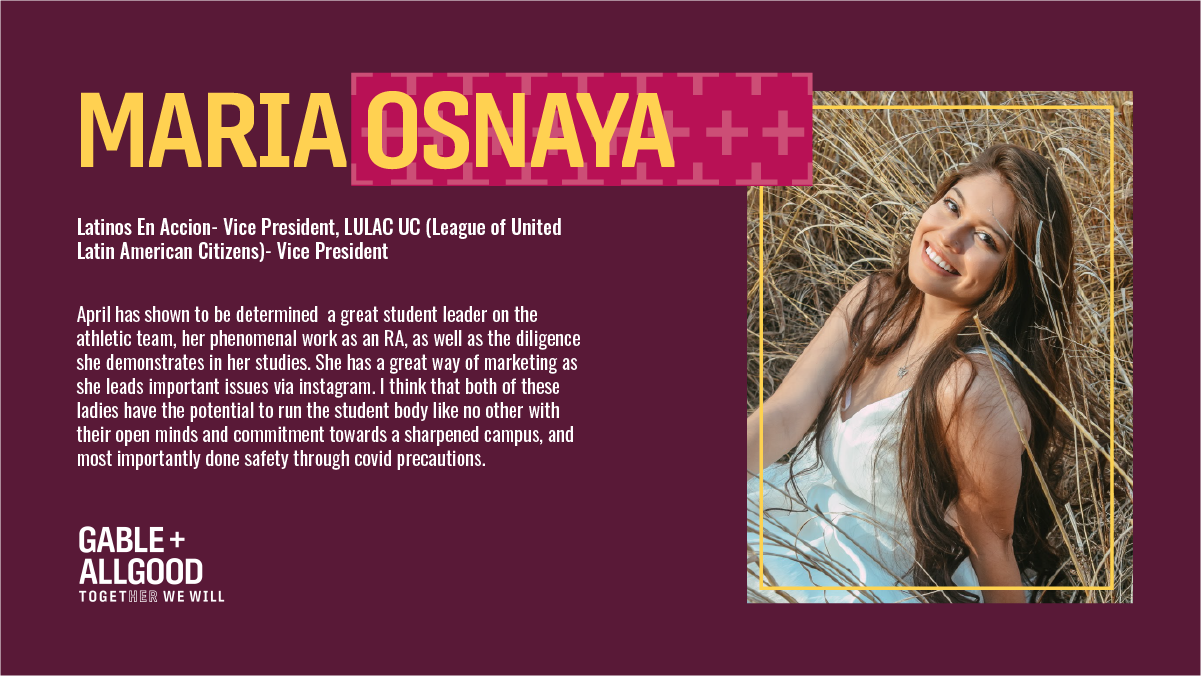 MARIA OSNAYA
Latinos En Accion- Vice President, LULAC UC (League of United
Latin American Citizens)- Vice President
April has shown to be determined  a great student leader on the
athletic team, her phenomenal work as an RA, as well as the diligence
she demonstrates in her studies. She has a great way of marketing as
she leads important issues via instagram. I think that both of these
ladies have the potential to run the student body like no other with
their open minds and commitment towards a sharpened campus, and
most importantly done safety through covid precautions.
GABLE +
ALLGOOD
TOGETHER WE WILL